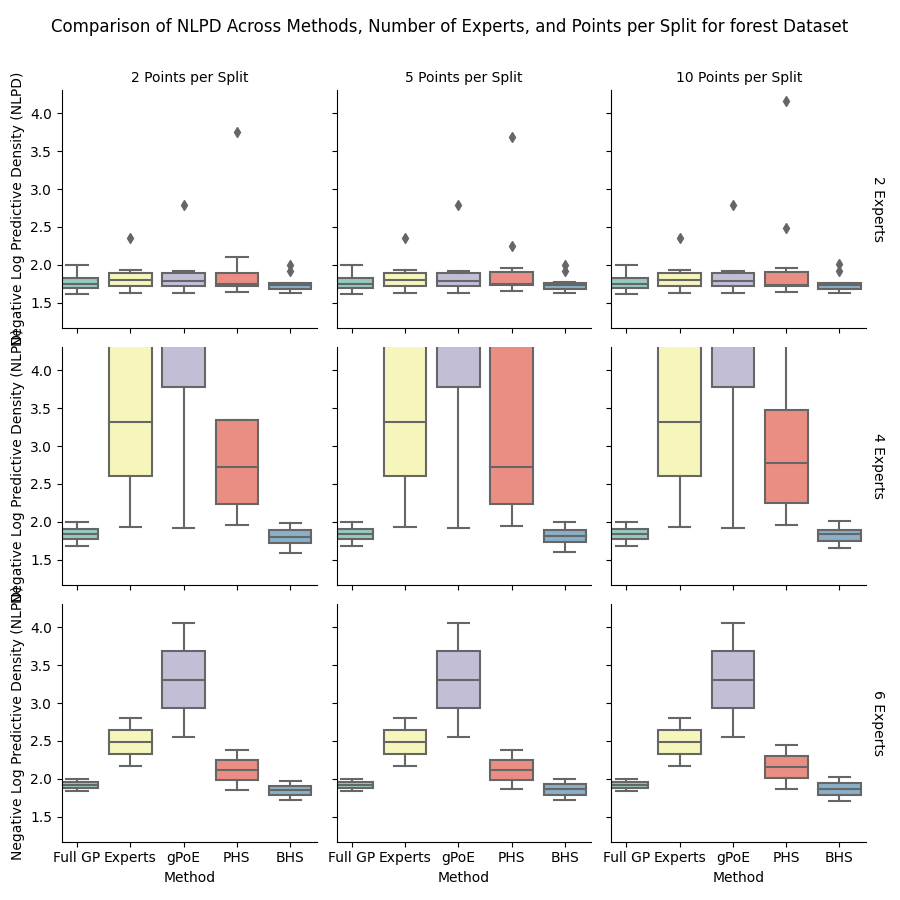 Comparison of NLPD Across Methods, Number of Experts, and Points per Split for forest Dataset
2 Points per Split
5 Points per Split
10 Points per Split
Negative Log Predictive Density (NLPD)
4.0
3.5
3.0
2.5
2.0
1.5
2 Experts
Negative Log Predictive Density (NLPD)
4.0
3.5
3.0
2.5
2.0
1.5
4 Experts
Negative Log Predictive Density (NLPD)
4.0
3.5
3.0
2.5
2.0
1.5
6 Experts
Full GP Experts gPoE PHS BHS
Method
Full GP Experts gPoE PHS BHS
Method
Full GP Experts gPoE PHS BHS
Method